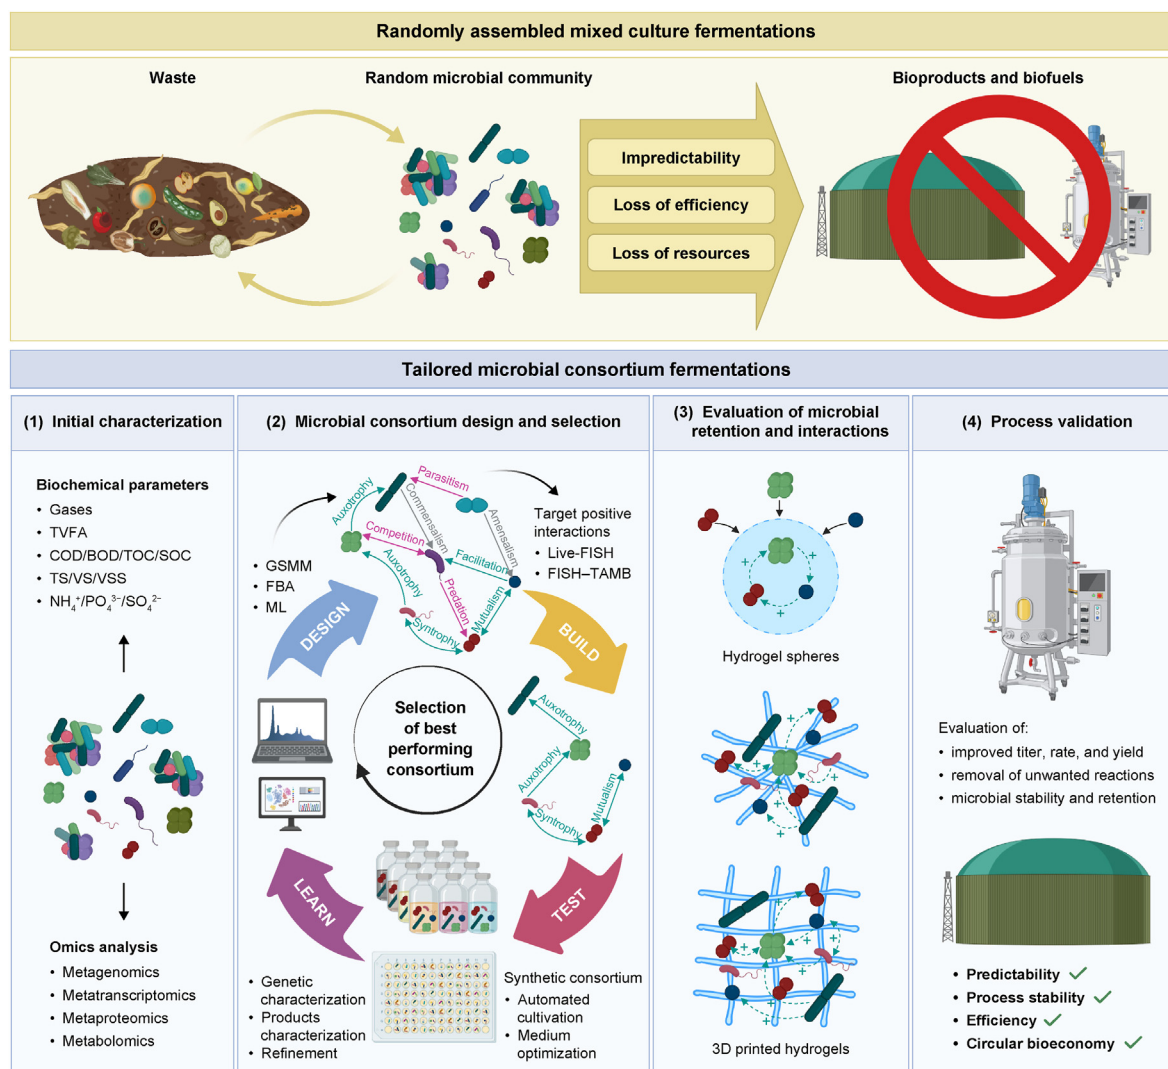 Randomly assembled mixed culture fermentations
Waste
Random microbial community
Bioproducts and biofuels
Impredictability
Loss of efficiency
Loss of resources
Tailored microbial consortium fermentations
(1) Initial characterization
Biochemical parameters
• Gases
• TVFA
• COD/BOD/TOC/SOC
• TS/VS/VSS
• NH₄⁺/PO₄³⁻/SO₄²⁻
Omics analysis
• Metagenomics
• Metatranscriptomics
• Metaproteomics
• Metabolomics
(2) Microbial consortium design and selection
• GSMM
• FBA
• ML
DESIGN
Auxotrophy
Parasitism
Commensalism
Amensalism
Competition
Facilitation
Auxotrophy
Predation
Mutualism
Syntrophy
Target positive
interactions
• Live-FISH
• FISH–TAMB
BUILD
Selection
of best
performing
consortium
Auxotrophy
Auxotrophy
Mutualism
Syntrophy
TEST
Synthetic consortium
• Automated
cultivation
• Medium
optimization
LEARN
• Genetic
characterization
• Products
characterization
• Refinement
(3) Evaluation of microbial
retention and interactions
+
+
+
Hydrogel spheres
+
+
+
+
+
+
+
+
+
+
3D printed hydrogels
(4) Process validation
Evaluation of:
• improved titer, rate, and yield
• removal of unwanted reactions
• microbial stability and retention
• Predictability ✓
• Process stability ✓
• Efficiency ✓
• Circular bioeconomy ✓